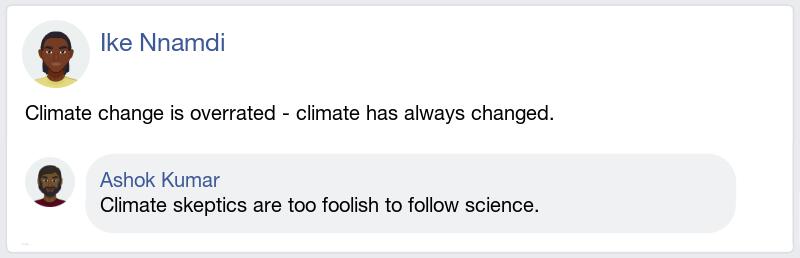 Ike Nnamdi
Climate change is overrated - climate has always changed.
Ashok Kumar
Climate skeptics are too foolish to follow science.